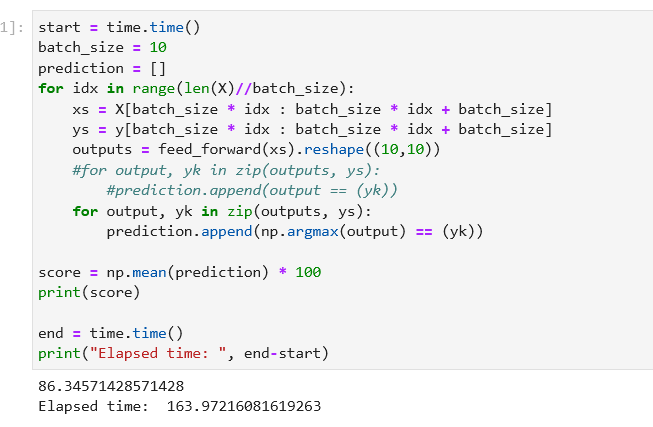 1]: start = time.time()
batch_size = 10
prediction = []
for idx in range(len(X)//batch_size):
    xs = X[batch_size * idx : batch_size * idx + batch_size]
    ys = y[batch_size * idx : batch_size * idx + batch_size]
    outputs = feed_forward(xs).reshape((10,10))
    #for output, yk in zip(outputs, ys):
        #prediction.append(output == (yk))
    for output, yk in zip(outputs, ys):
        prediction.append(np.argmax(output) == (yk))

score = np.mean(prediction) * 100
print(score)

end = time.time()
print("Elapsed time: ", end-start)
86.34571428571428
Elapsed time:  163.97216081619263